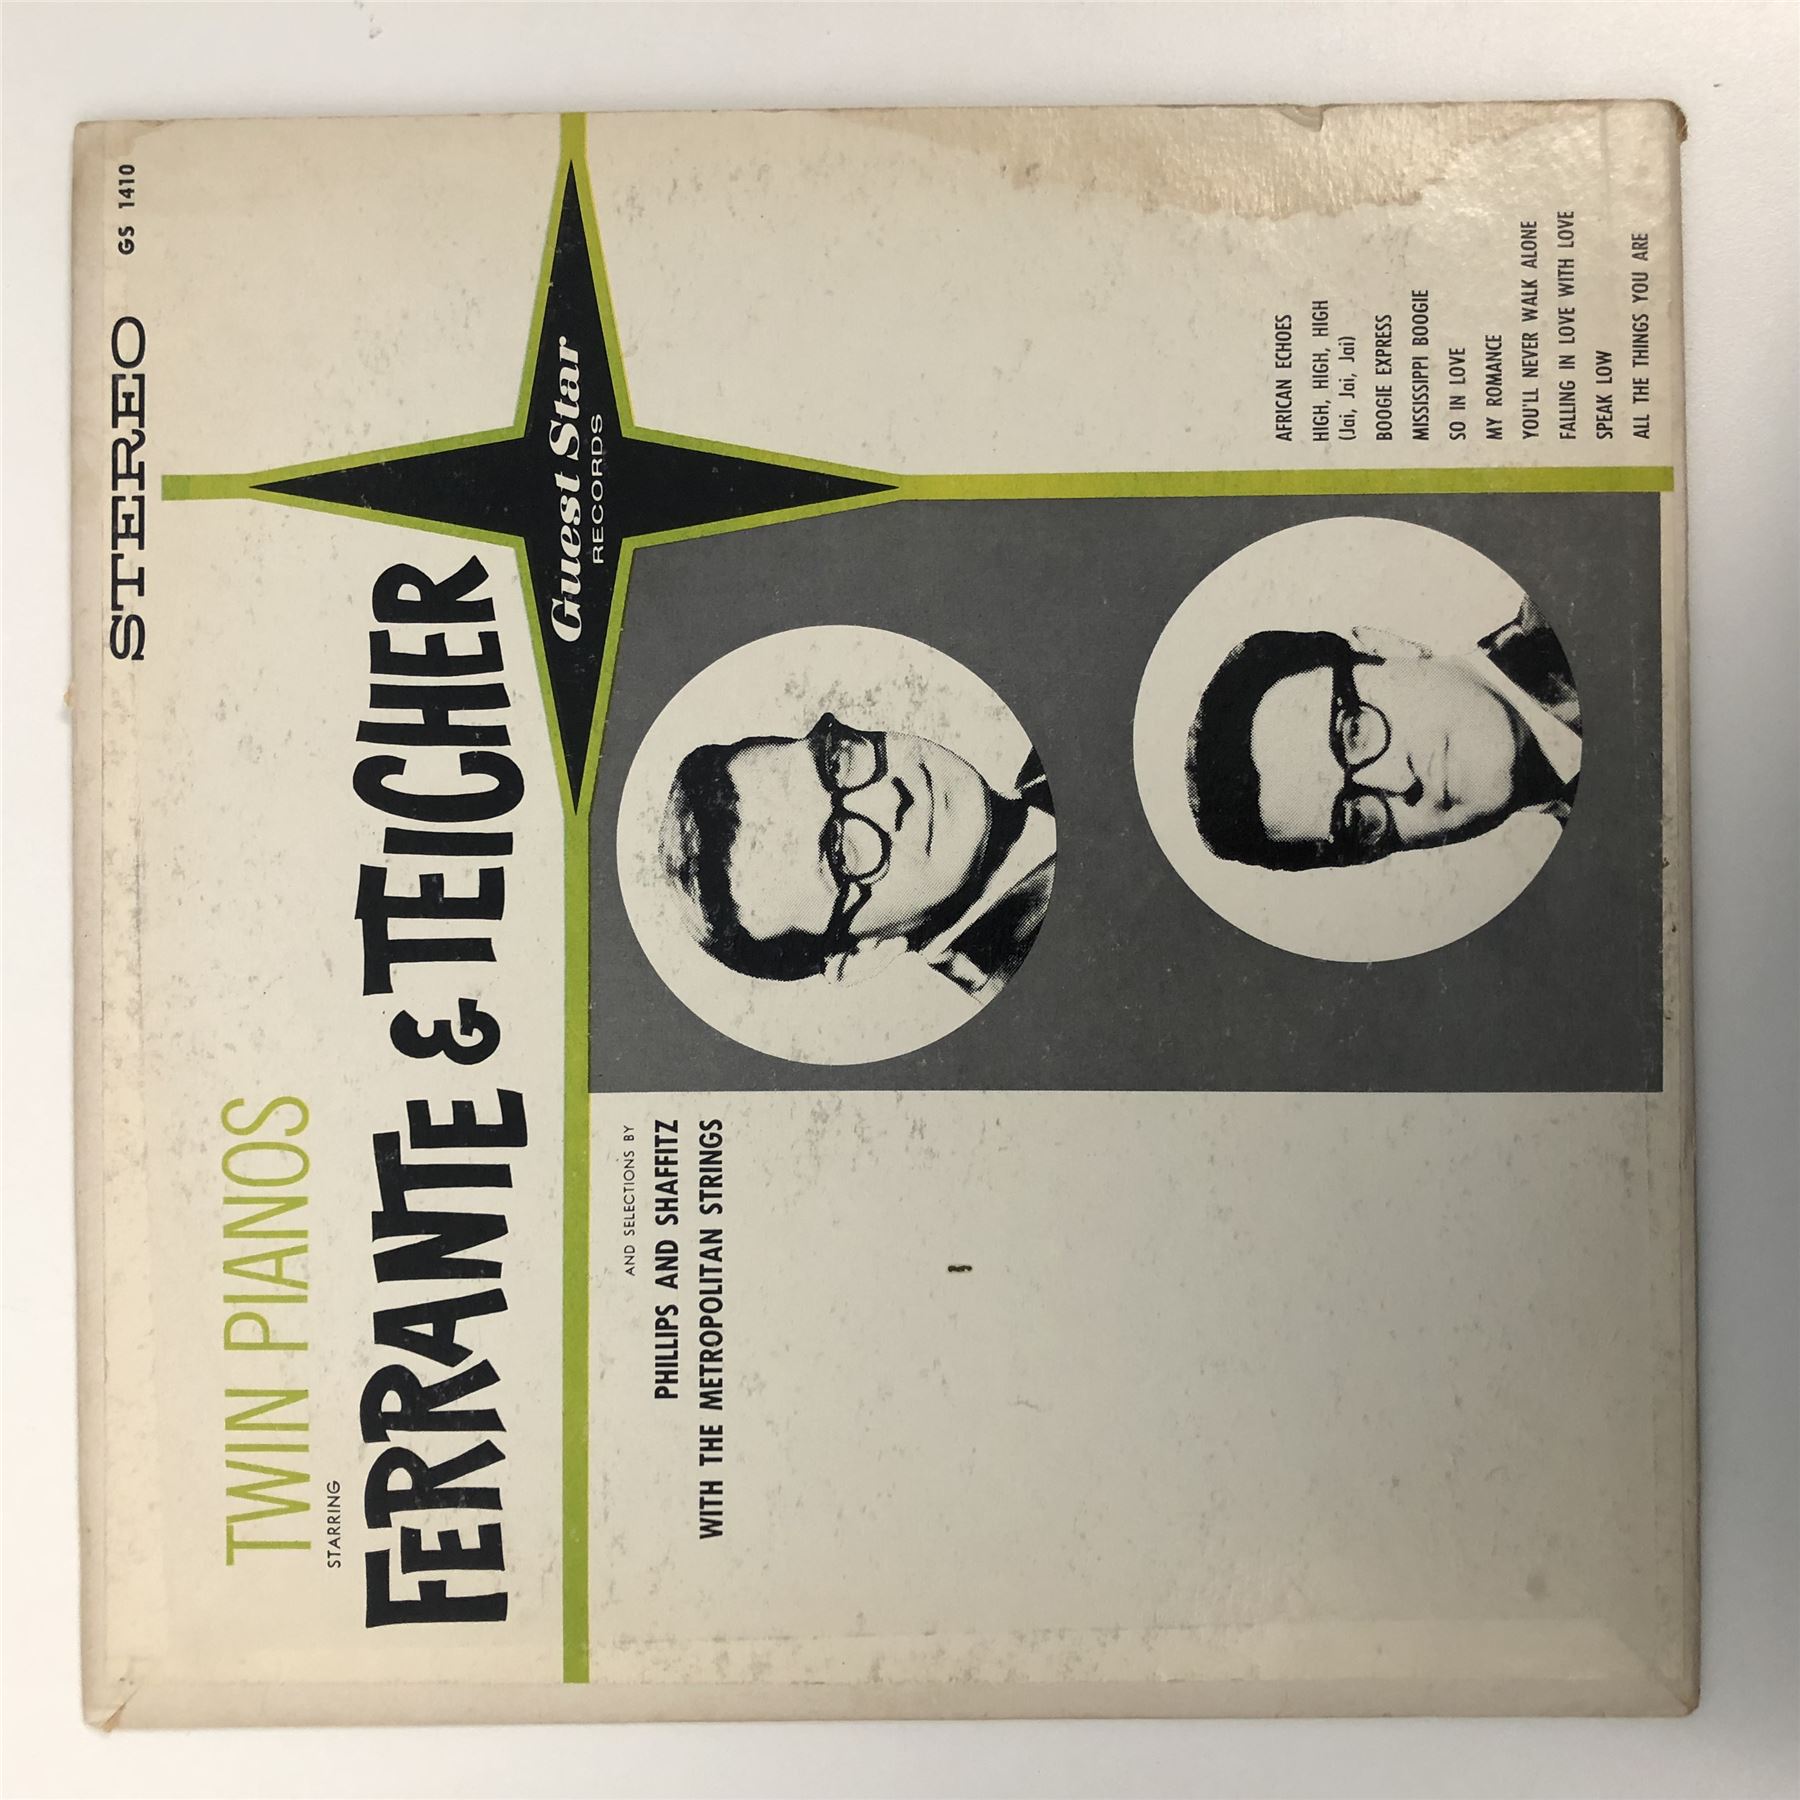 STEREO GS 1410
TWIN PIANOS
STARRING
FERRANTE & TEICHER
Guest Star
RECORDS
AND SELECTIONS BY
PHILLIPS AND SHAFFITZ
WITH THE METROPOLITAN STRINGS
AFRICAN ECHOES
HIGH, HIGH, HIGH
(Jai, Jai, Jai)
BOOGIE EXPRESS
MISSISSIPPI BOOGIE
SO IN LOVE
MY ROMANCE
YOU'LL NEVER WALK ALONE
FALLING IN LOVE WITH LOVE
SPEAK LOW
ALL THE THINGS YOU ARE